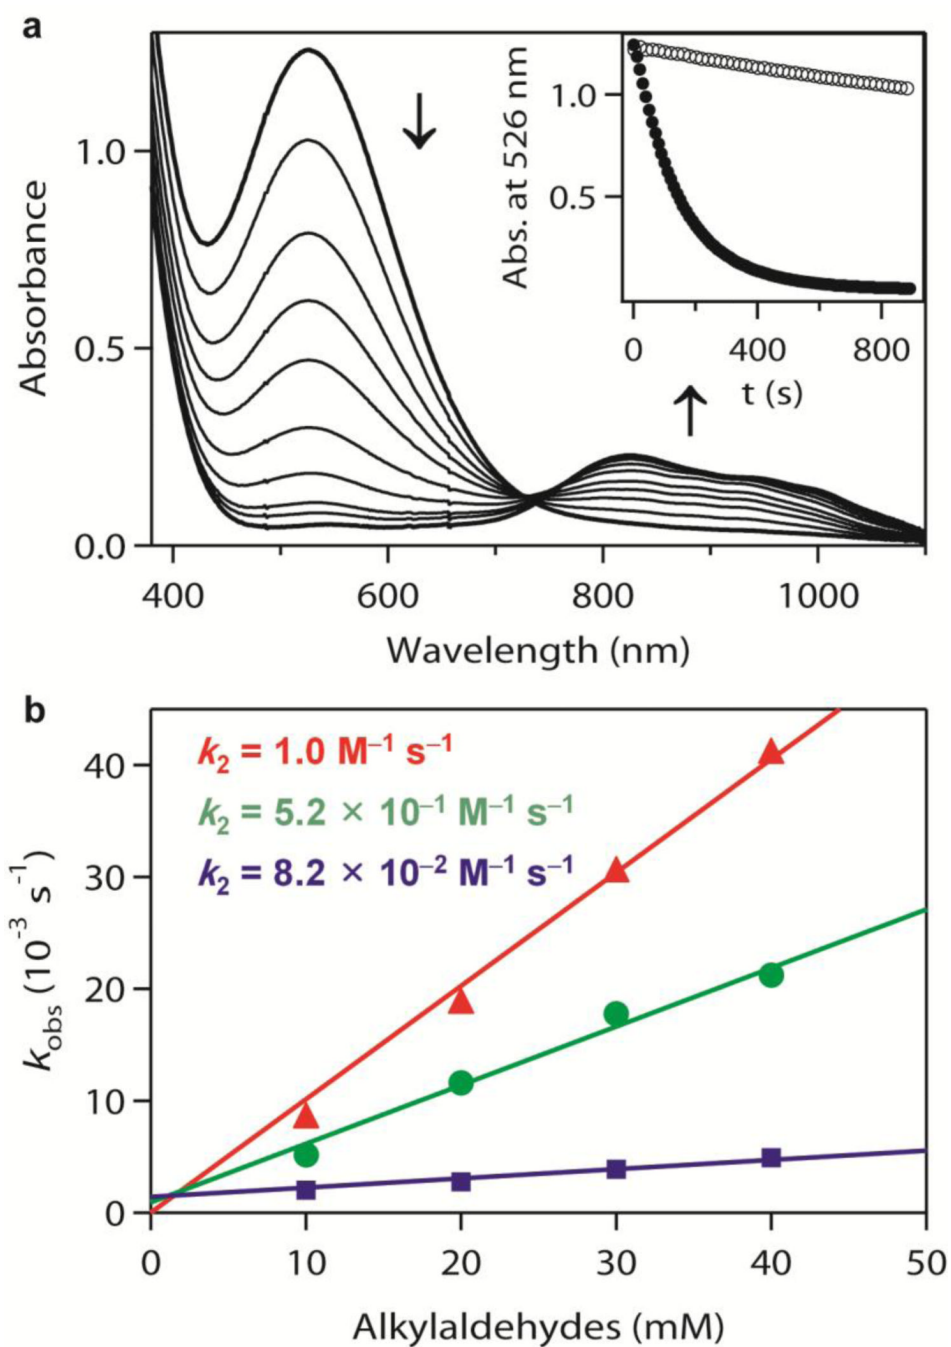 a
Absorbance
1.0
0.5
0.0
400 600 800 1000
Wavelength (nm)
Abs. at 526 nm
1.0
0.5
0 400 800
t (s)
b
k₂ = 1.0 M⁻¹ s⁻¹
k₂ = 5.2 × 10⁻¹ M⁻¹ s⁻¹
k₂ = 8.2 × 10⁻² M⁻¹ s⁻¹
k_obs (10⁻³ s⁻¹)
40
30
20
10
0
0 10 20 30 40 50
Alkylaldehydes (mM)